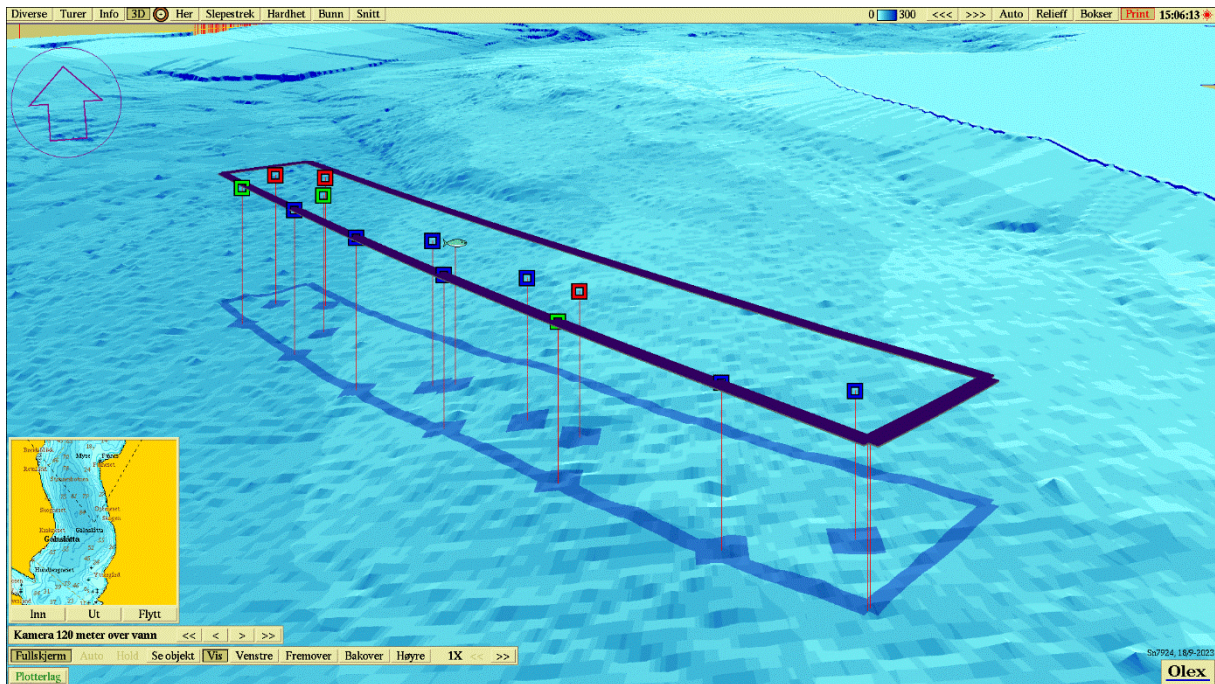 Diverse Turer Info 3D Her Slepestrek Hardhet Bunn Snitt 0 300 <<< >>> Auto Relieff Bokser Print 15:06:13
Myse
Galnslåtta
Inn Ut Flytt
Kamera 120 meter over vann << < > >>
Fullskjerm Auto Hold Se objekt Vis Venstre Fremover Bakover Høyre 1X << >>
Sn7924, 18/9-2023
Plotterlag
Olex